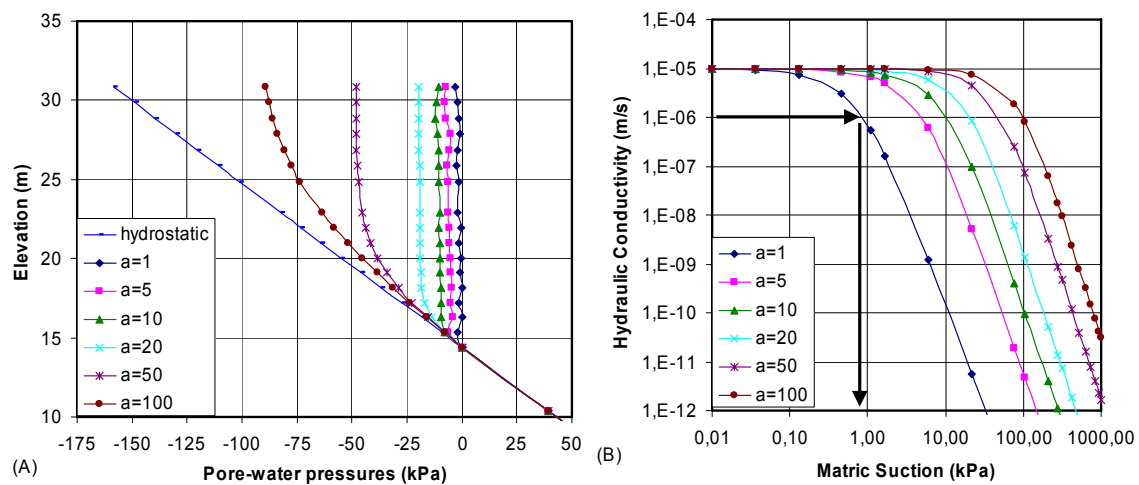 35
30
25
20
15
10
-175
-150
-125
-100
-75
-50
-25
0
25
50
Elevation (m)
Pore-water pressures (kPa)
hydrostatic
a=1
a=5
a=10
a=20
a=50
a=100
(A)
1,E-04
1,E-05
1,E-06
1,E-07
1,E-08
1,E-09
1,E-10
1,E-11
1,E-12
0,01
0,10
1,00
10,00
100,00
1000,00
Hydraulic Conductivity (m/s)
Matric Suction (kPa)
a=1
a=5
a=10
a=20
a=50
a=100
(B)